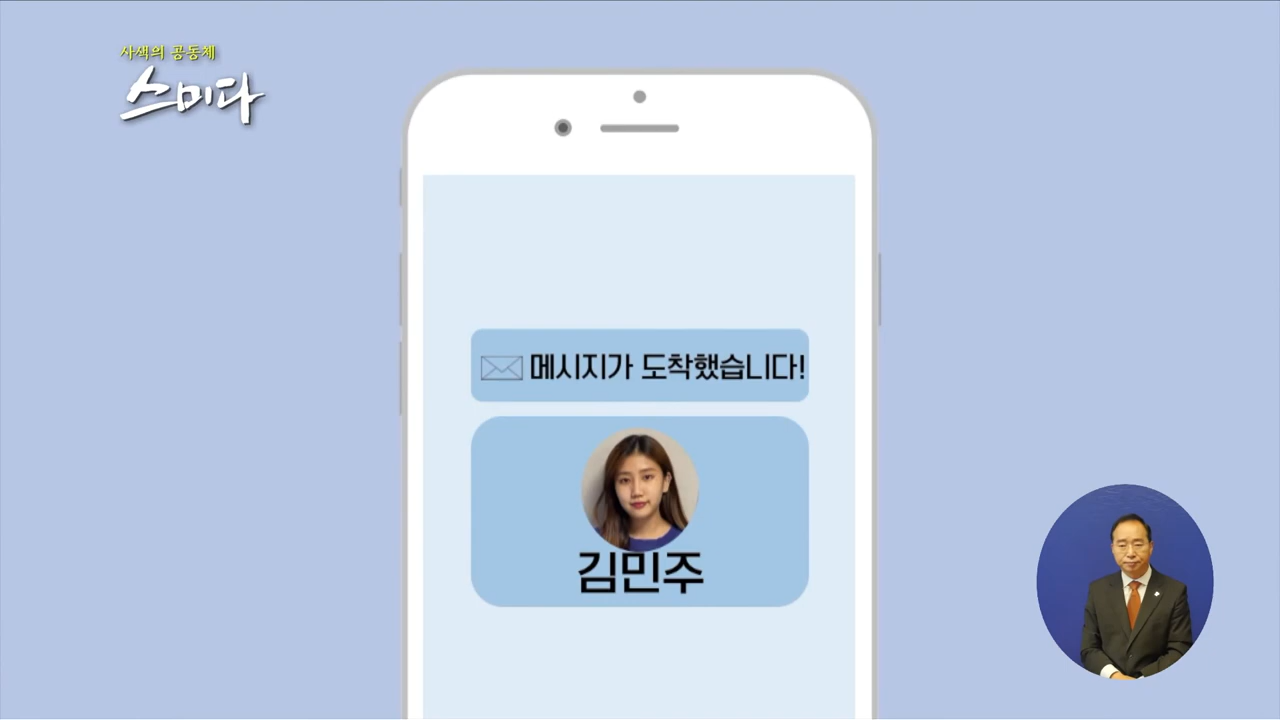 사색의 공동체
스미다
메시지가 도착했습니다!
김민주